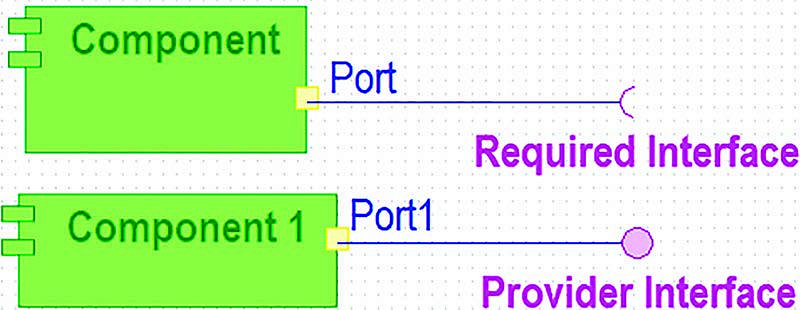 Component
Port
Required Interface
Component 1
Port1
Provider Interface